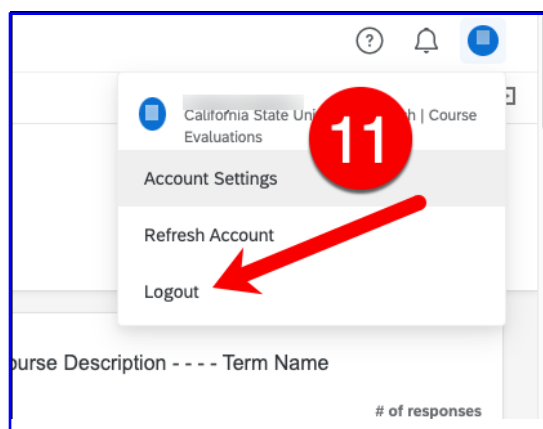 ?
California State Uni h | Course
Evaluations
11
Account Settings
Refresh Account
Logout
ourse Description - - - - Term Name
# of responses